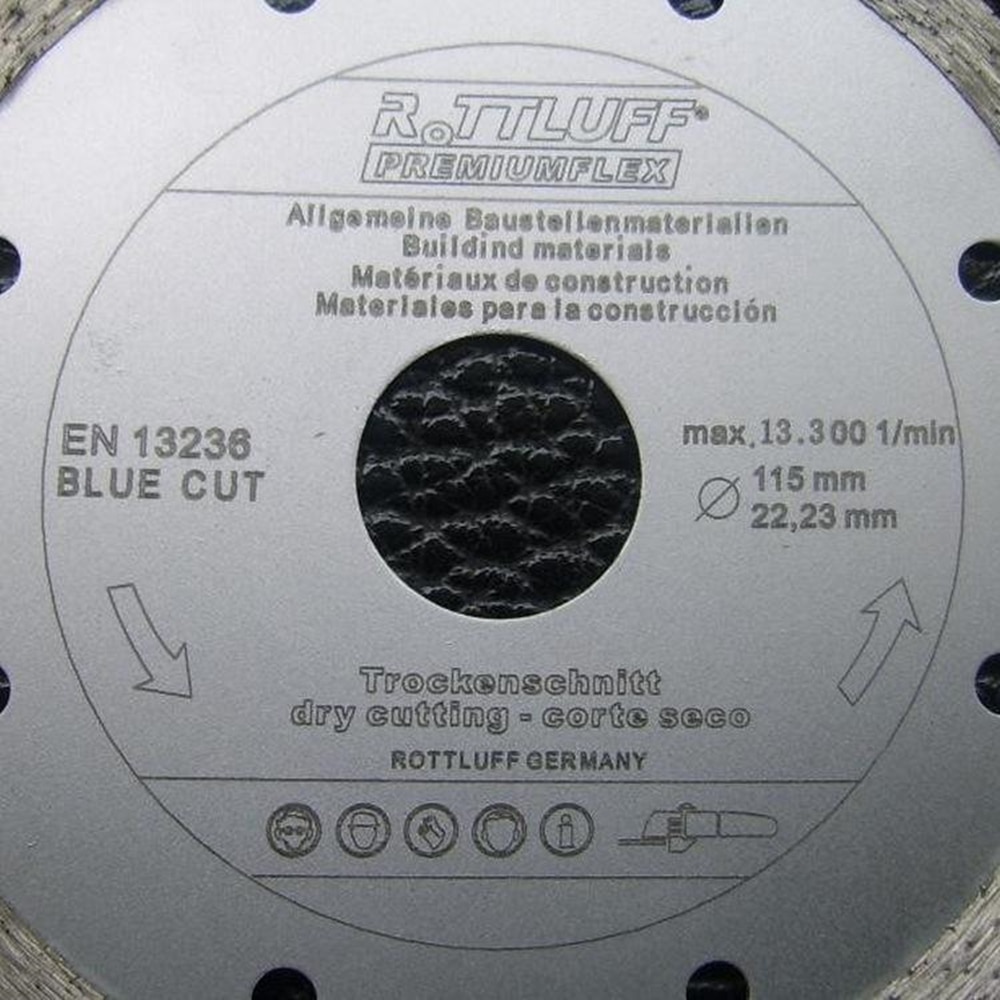 ROTTLUFF®
PREMIUMFLEX
Allgemeine Baustellenmaterialien
Buildind materials
Matériaux de construction
Materiales para la construcción
EN 13236
BLUE CUT
max. 13.300 1/min
Ø 115 mm
22,23 mm
Trockenschnitt
dry cutting - corte seco
ROTTLUFF GERMANY